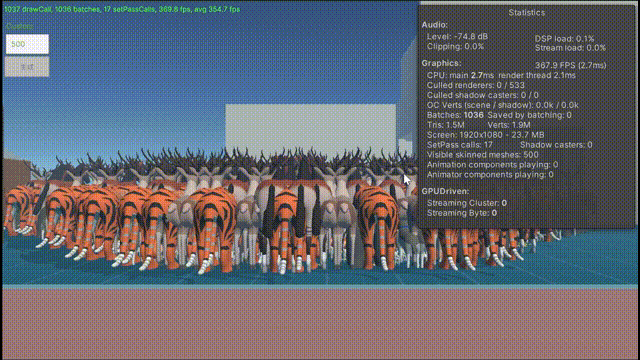 1037 drawCall, 1036 batches, 17 setPassCalls, 369.8 fps, avg 354.7 fps
500
Statistics
Audio:
Level: -74.8 dB
DSP load: 0.1%
Clipping: 0.0%
Stream load: 0.0%
Graphics:
367.9 FPS (2.7ms)
CPU: main 2.7ms render thread 2.1ms
Culled renderers: 0 / 533
Culled shadow casters: 0 / 0
OC Verts (scene / shadow): 0.0k / 0.0k
Batches: 1036 Saved by batching: 0
Tris: 1.5M Verts: 1.9M
Screen: 1920x1080 - 23.7 MB
SetPass calls: 17 Shadow casters: 0
Visible skinned meshes: 500
Animation components playing: 0
Animator components playing: 0
GPUDriven:
Streaming Cluster: 0
Streaming Byte: 0